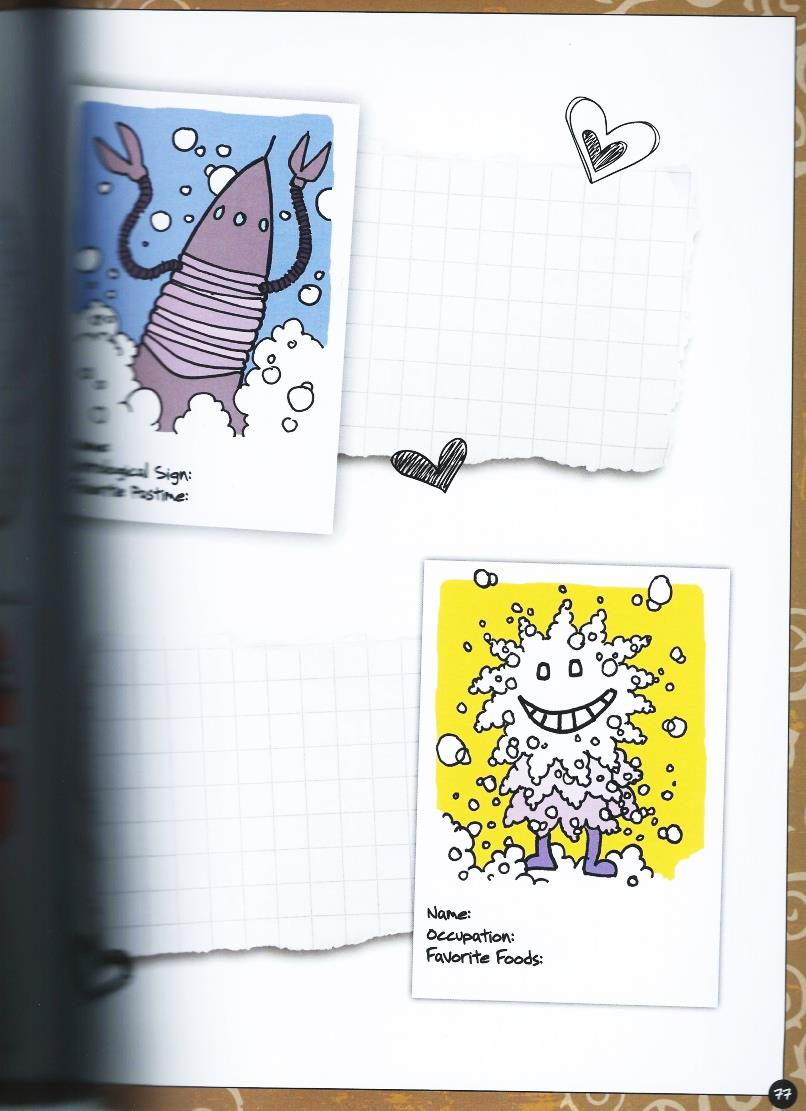 Sign:
Pastime:
Name:
Occupation:
Favorite Foods:
77